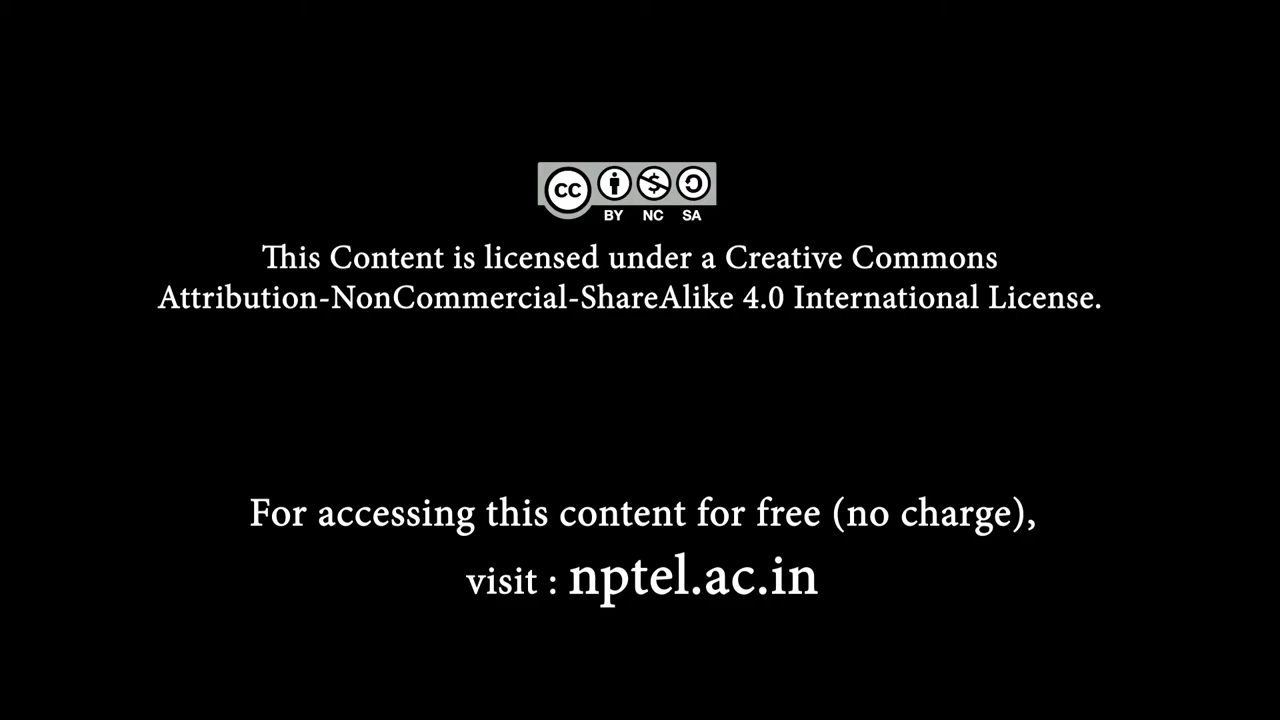 cc
BY NC SA
This Content is licensed under a Creative Commons
Attribution-NonCommercial-ShareAlike 4.0 International License.
For accessing this content for free (no charge),
visit : nptel.ac.in